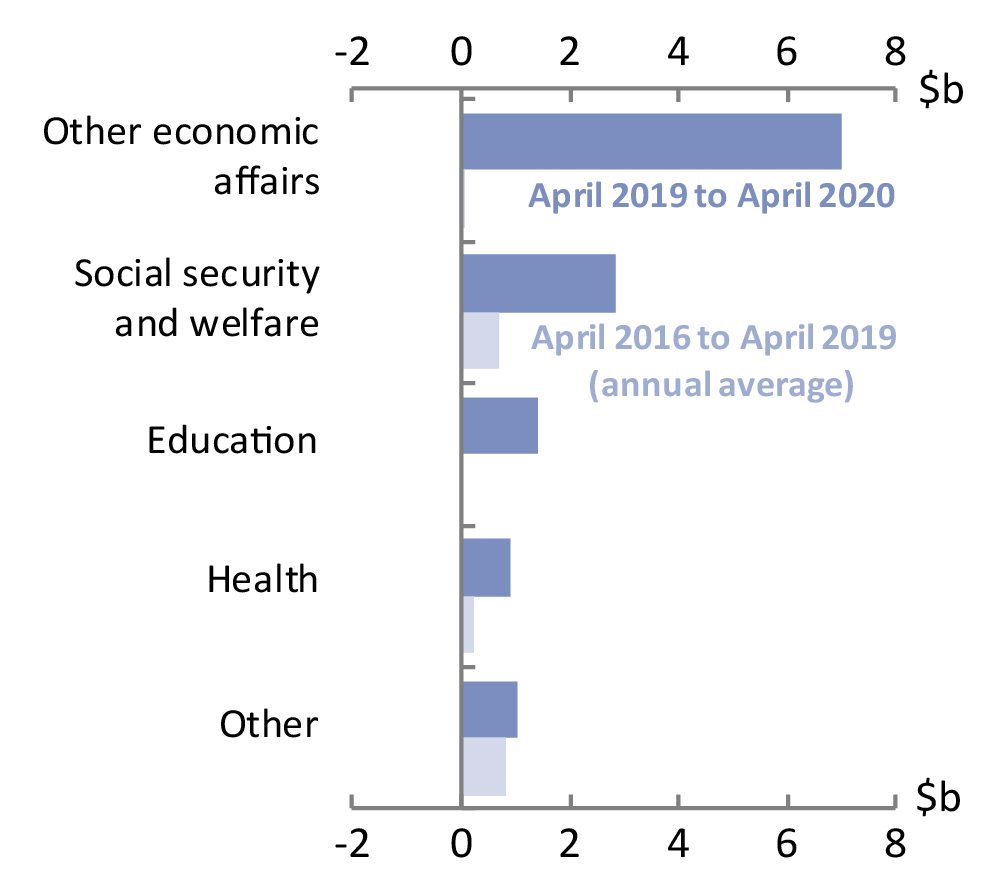 -2 0 2 4 6 8
$b
Other economic
affairs
April 2019 to April 2020
Social security
and welfare
April 2016 to April 2019
(annual average)
Education
Health
Other
$b
-2 0 2 4 6 8